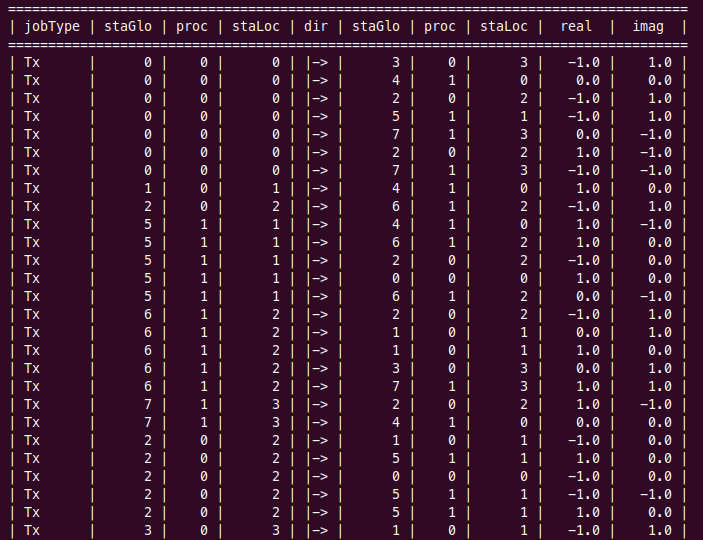 =====================================================================================
| jobType | staGlo | proc | staLoc | dir | staGlo | proc | staLoc |  real  |  imag  |
=====================================================================================
| Tx      |      0 |    0 |      0 | |-> |      3 |    0 |      3 |   -1.0 |    1.0 |
| Tx      |      0 |    0 |      0 | |-> |      4 |    1 |      0 |    0.0 |    0.0 |
| Tx      |      0 |    0 |      0 | |-> |      2 |    0 |      2 |   -1.0 |    1.0 |
| Tx      |      0 |    0 |      0 | |-> |      5 |    1 |      1 |   -1.0 |    1.0 |
| Tx      |      0 |    0 |      0 | |-> |      7 |    1 |      3 |    0.0 |   -1.0 |
| Tx      |      0 |    0 |      0 | |-> |      2 |    0 |      2 |    1.0 |   -1.0 |
| Tx      |      0 |    0 |      0 | |-> |      7 |    1 |      3 |   -1.0 |   -1.0 |
| Tx      |      1 |    0 |      1 | |-> |      4 |    1 |      0 |    1.0 |    0.0 |
| Tx      |      2 |    0 |      2 | |-> |      6 |    1 |      2 |   -1.0 |    1.0 |
| Tx      |      5 |    1 |      1 | |-> |      4 |    1 |      0 |    1.0 |   -1.0 |
| Tx      |      5 |    1 |      1 | |-> |      6 |    1 |      2 |    1.0 |    0.0 |
| Tx      |      5 |    1 |      1 | |-> |      2 |    0 |      2 |   -1.0 |    0.0 |
| Tx      |      5 |    1 |      1 | |-> |      0 |    0 |      0 |    1.0 |    0.0 |
| Tx      |      5 |    1 |      1 | |-> |      6 |    1 |      2 |    0.0 |   -1.0 |
| Tx      |      6 |    1 |      2 | |-> |      2 |    0 |      2 |   -1.0 |    1.0 |
| Tx      |      6 |    1 |      2 | |-> |      1 |    0 |      1 |    0.0 |    1.0 |
| Tx      |      6 |    1 |      2 | |-> |      1 |    0 |      1 |    1.0 |    0.0 |
| Tx      |      6 |    1 |      2 | |-> |      3 |    0 |      3 |    0.0 |    1.0 |
| Tx      |      6 |    1 |      2 | |-> |      7 |    1 |      3 |    1.0 |    1.0 |
| Tx      |      7 |    1 |      3 | |-> |      2 |    0 |      2 |    1.0 |   -1.0 |
| Tx      |      7 |    1 |      3 | |-> |      4 |    1 |      0 |    0.0 |    0.0 |
| Tx      |      2 |    0 |      2 | |-> |      1 |    0 |      1 |   -1.0 |    0.0 |
| Tx      |      2 |    0 |      2 | |-> |      5 |    1 |      1 |    1.0 |    0.0 |
| Tx      |      2 |    0 |      2 | |-> |      0 |    0 |      0 |   -1.0 |    0.0 |
| Tx      |      2 |    0 |      2 | |-> |      5 |    1 |      1 |   -1.0 |   -1.0 |
| Tx      |      2 |    0 |      2 | |-> |      5 |    1 |      1 |    1.0 |    0.0 |
| Tx      |      3 |    0 |      3 | |-> |      1 |    0 |      1 |   -1.0 |    1.0 |